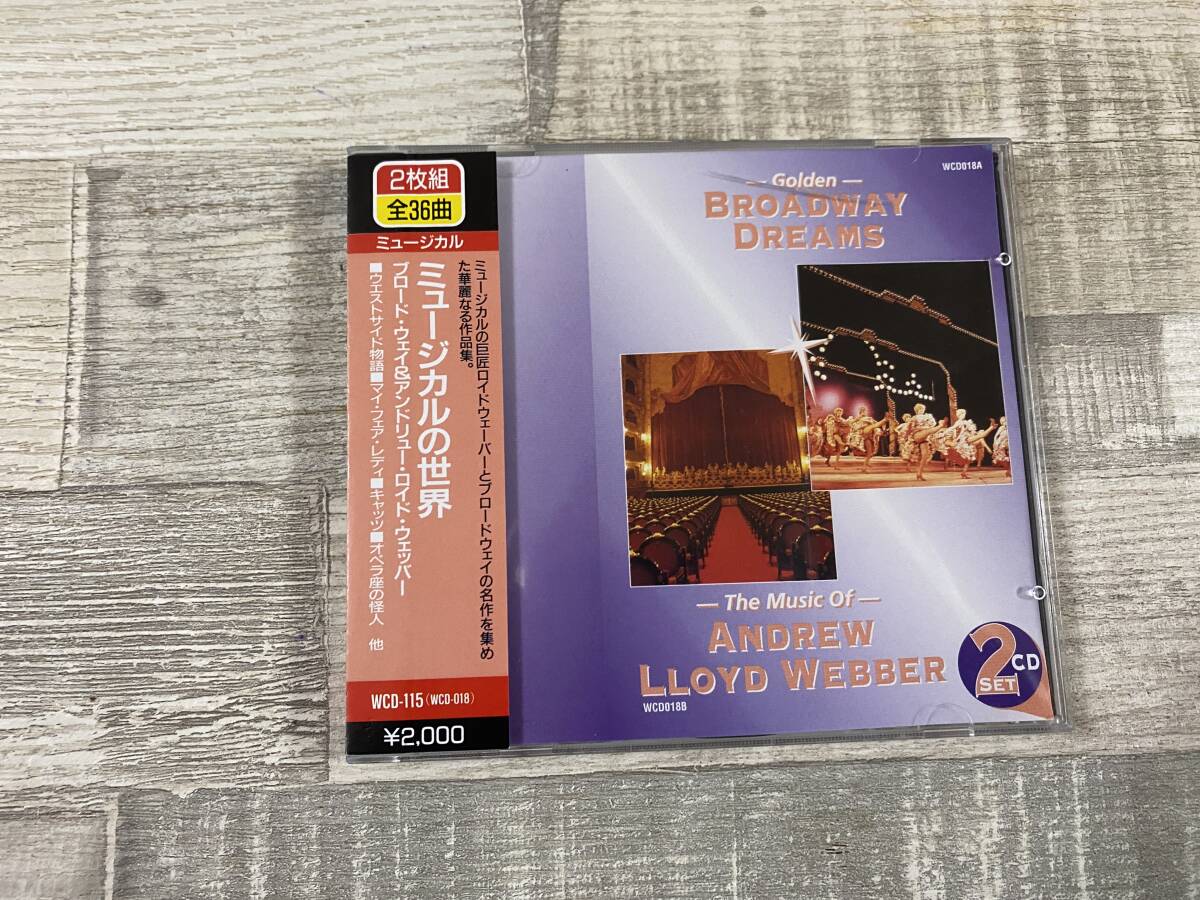 2枚組
全36曲
ミュージカル
ミュージカルの巨匠ロイドウェーバーとブロードウェイの名作を集め
た華麗なる作品集。
ミュージカルの世界
ブロード・ウェイ&アンドリュー・ロイド・ウェッバー
■ウエストサイド物語■マイ・フェア・レディ■キャッツ■オペラ座の怪人 他
WCD-115(WCD-018)
¥2,000
WCD018A
— Golden —
BROADWAY
DREAMS
— The Music Of —
ANDREW
LLOYD WEBBER
WCD018B
2
CD
SET